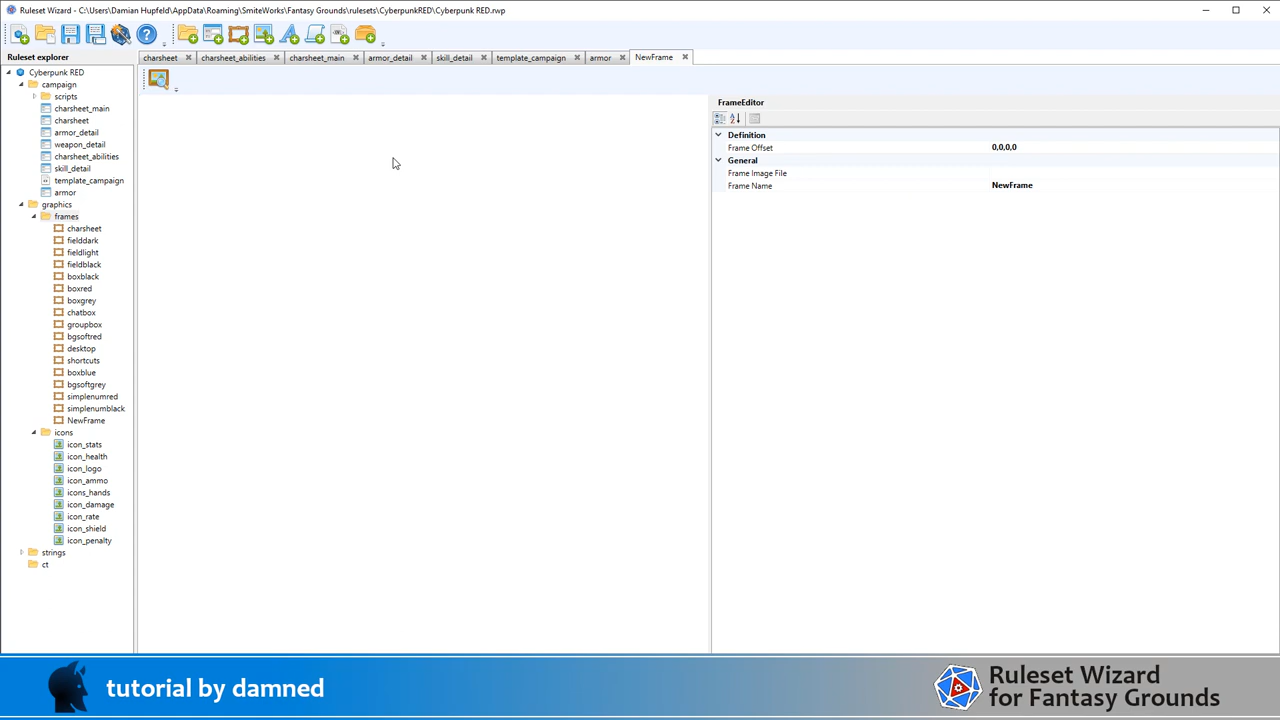 Ruleset Wizard - C:\Users\Damian Hupfeld\AppData\Roaming\SmiteWorks\Fantasy Grounds\rulesets\CyberpunkRED\Cyberpunk RED.rwp
Ruleset explorer
charsheet
charsheet_abilities
charsheet_main
armor_detail
skill_detail
template_campaign
armor
NewFrame
Cyberpunk RED
campaign
scripts
charsheet_main
charsheet
armor_detail
weapon_detail
charsheet_abilities
skill_detail
template_campaign
armor
graphics
frames
charsheet
fielddark
fieldlight
fieldblack
boxblack
boxred
boxgrey
chatbox
groupbox
bgsoftred
desktop
shortcuts
boxblue
bgsoftgrey
simplenumred
simplenumblack
NewFrame
icons
icon_stats
icon_health
icon_logo
icon_ammo
icons_hands
icon_damage
icon_rate
icon_shield
icon_penalty
strings
ct
FrameEditor
Definition
Frame Offset 0,0,0,0
General
Frame Image File
Frame Name NewFrame
tutorial by damned
Ruleset Wizard
for Fantasy Grounds